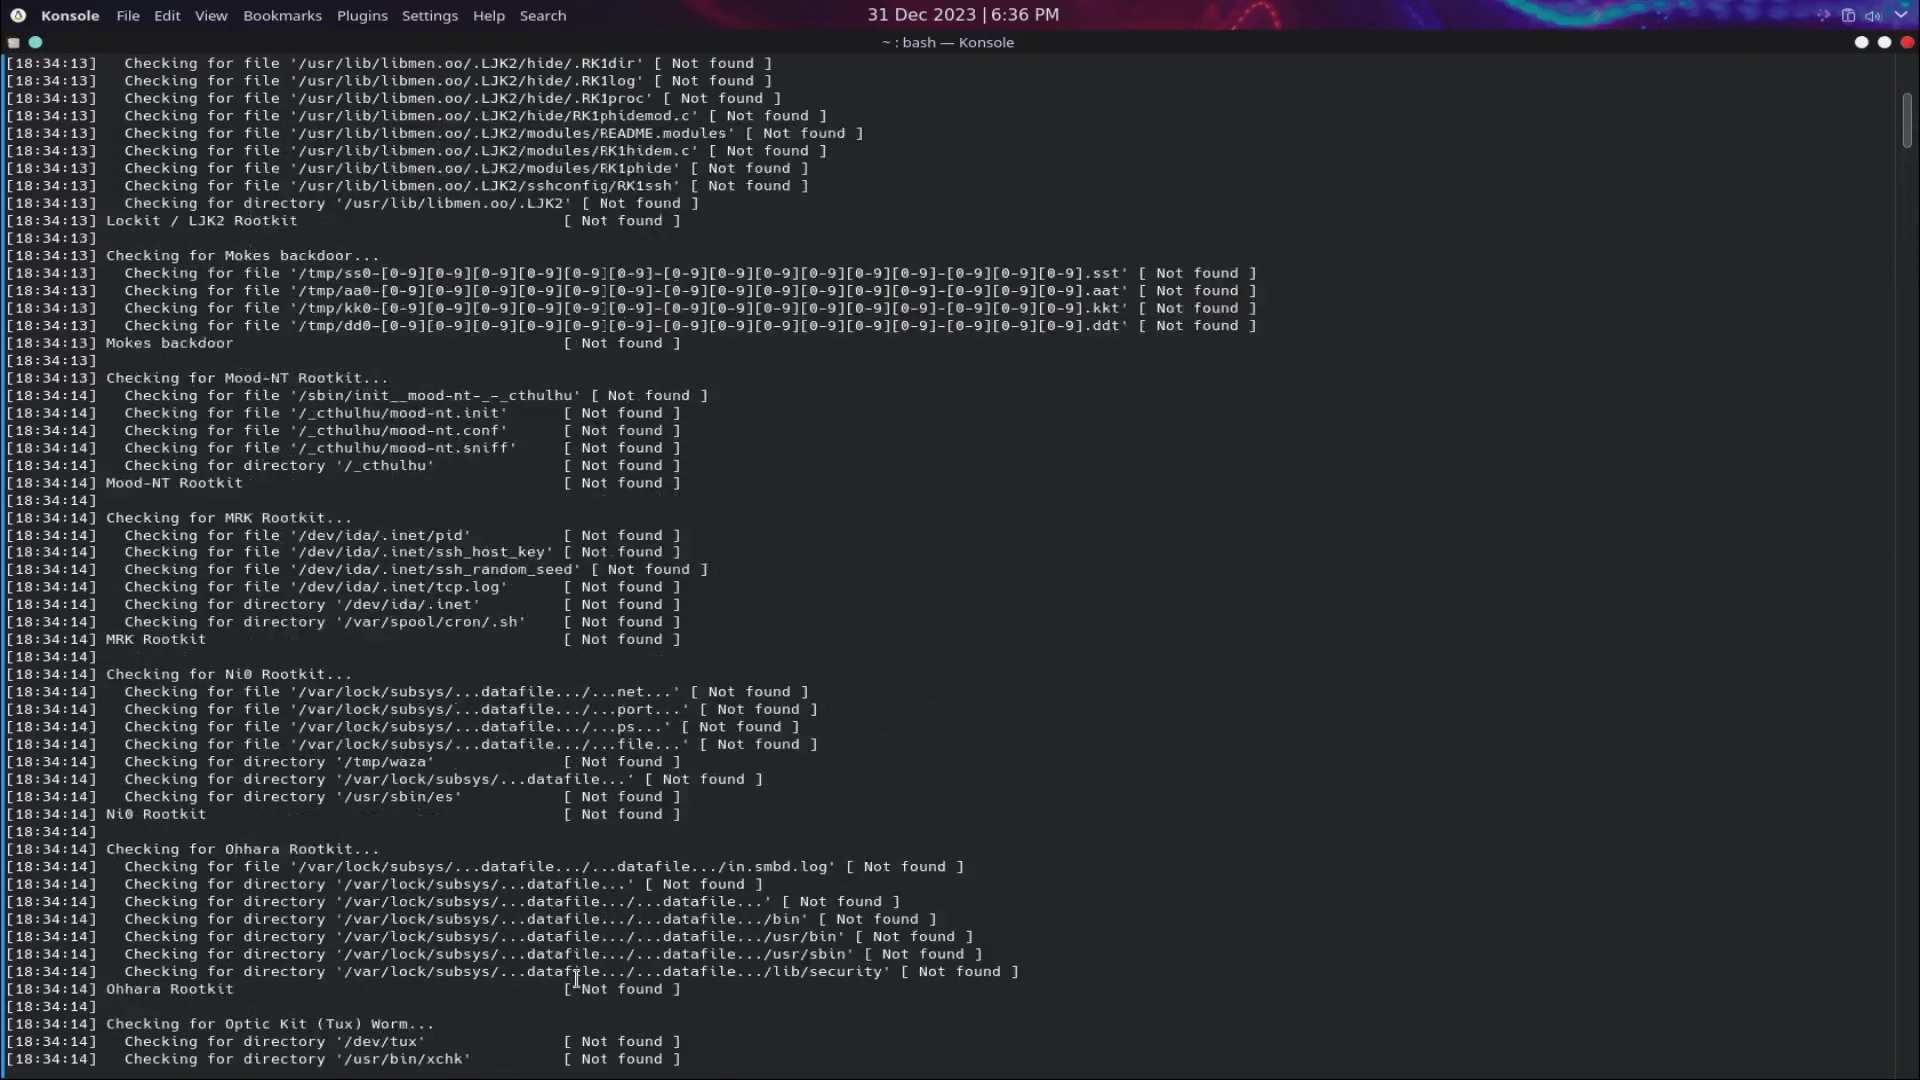 Konsole File Edit View Bookmarks Plugins Settings Help Search 31 Dec 2023 | 6:36 PM
~ : bash — Konsole
[18:34:13]   Checking for file '/usr/lib/libmen.oo/.LJK2/hide/.RK1dir' [ Not found ]
[18:34:13]   Checking for file '/usr/lib/libmen.oo/.LJK2/hide/.RK1log' [ Not found ]
[18:34:13]   Checking for file '/usr/lib/libmen.oo/.LJK2/hide/.RK1proc' [ Not found ]
[18:34:13]   Checking for file '/usr/lib/libmen.oo/.LJK2/hide/RK1phidemod.c' [ Not found ]
[18:34:13]   Checking for file '/usr/lib/libmen.oo/.LJK2/modules/README.modules' [ Not found ]
[18:34:13]   Checking for file '/usr/lib/libmen.oo/.LJK2/modules/RK1hidem.c' [ Not found ]
[18:34:13]   Checking for file '/usr/lib/libmen.oo/.LJK2/modules/RK1phide' [ Not found ]
[18:34:13]   Checking for file '/usr/lib/libmen.oo/.LJK2/sshconfig/RK1ssh' [ Not found ]
[18:34:13]   Checking for directory '/usr/lib/libmen.oo/.LJK2' [ Not found ]
[18:34:13] Lockit / LJK2 Rootkit                             [ Not found ]
[18:34:13]
[18:34:13] Checking for Mokes backdoor...
[18:34:13]   Checking for file '/tmp/ss0-[0-9][0-9][0-9][0-9][0-9][0-9]-[0-9][0-9][0-9][0-9][0-9][0-9]-[0-9][0-9][0-9].sst' [ Not found ]
[18:34:13]   Checking for file '/tmp/aa0-[0-9][0-9][0-9][0-9][0-9][0-9]-[0-9][0-9][0-9][0-9][0-9][0-9]-[0-9][0-9][0-9].aat' [ Not found ]
[18:34:13]   Checking for file '/tmp/kk0-[0-9][0-9][0-9][0-9][0-9][0-9]-[0-9][0-9][0-9][0-9][0-9][0-9]-[0-9][0-9][0-9].kkt' [ Not found ]
[18:34:13]   Checking for file '/tmp/dd0-[0-9][0-9][0-9][0-9][0-9][0-9]-[0-9][0-9][0-9][0-9][0-9][0-9]-[0-9][0-9][0-9].ddt' [ Not found ]
[18:34:13] Mokes backdoor                                    [ Not found ]
[18:34:13]
[18:34:13] Checking for Mood-NT Rootkit...
[18:34:14]   Checking for file '/sbin/init__mood-nt-_-_cthulhu' [ Not found ]
[18:34:14]   Checking for file '/_cthulhu/mood-nt.init'      [ Not found ]
[18:34:14]   Checking for file '/_cthulhu/mood-nt.conf'      [ Not found ]
[18:34:14]   Checking for file '/_cthulhu/mood-nt.sniff'     [ Not found ]
[18:34:14]   Checking for directory '/_cthulhu'              [ Not found ]
[18:34:14] Mood-NT Rootkit                                   [ Not found ]
[18:34:14]
[18:34:14] Checking for MRK Rootkit...
[18:34:14]   Checking for file '/dev/ida/.inet/pid'          [ Not found ]
[18:34:14]   Checking for file '/dev/ida/.inet/ssh_host_key' [ Not found ]
[18:34:14]   Checking for file '/dev/ida/.inet/ssh_random_seed' [ Not found ]
[18:34:14]   Checking for file '/dev/ida/.inet/tcp.log'      [ Not found ]
[18:34:14]   Checking for directory '/dev/ida/.inet'         [ Not found ]
[18:34:14]   Checking for directory '/var/spool/cron/.sh'    [ Not found ]
[18:34:14] MRK Rootkit                                       [ Not found ]
[18:34:14]
[18:34:14] Checking for Ni0 Rootkit...
[18:34:14]   Checking for file '/var/lock/subsys/...datafile.../...net...' [ Not found ]
[18:34:14]   Checking for file '/var/lock/subsys/...datafile.../...port...' [ Not found ]
[18:34:14]   Checking for file '/var/lock/subsys/...datafile.../...ps...' [ Not found ]
[18:34:14]   Checking for file '/var/lock/subsys/...datafile.../...file...' [ Not found ]
[18:34:14]   Checking for directory '/tmp/waza'              [ Not found ]
[18:34:14]   Checking for directory '/var/lock/subsys/...datafile...' [ Not found ]
[18:34:14]   Checking for directory '/usr/sbin/es'           [ Not found ]
[18:34:14] Ni0 Rootkit                                       [ Not found ]
[18:34:14]
[18:34:14] Checking for Ohhara Rootkit...
[18:34:14]   Checking for file '/var/lock/subsys/...datafile.../...datafile.../in.smbd.log' [ Not found ]
[18:34:14]   Checking for directory '/var/lock/subsys/...datafile...' [ Not found ]
[18:34:14]   Checking for directory '/var/lock/subsys/...datafile.../...datafile...' [ Not found ]
[18:34:14]   Checking for directory '/var/lock/subsys/...datafile.../...datafile.../bin' [ Not found ]
[18:34:14]   Checking for directory '/var/lock/subsys/...datafile.../...datafile.../usr/bin' [ Not found ]
[18:34:14]   Checking for directory '/var/lock/subsys/...datafile.../...datafile.../usr/sbin' [ Not found ]
[18:34:14]   Checking for directory '/var/lock/subsys/...datafile.../...datafile.../lib/security' [ Not found ]
[18:34:14] Ohhara Rootkit                                    [ Not found ]
[18:34:14]
[18:34:14] Checking for Optic Kit (Tux) Worm...
[18:34:14]   Checking for directory '/dev/tux'               [ Not found ]
[18:34:14]   Checking for directory '/usr/bin/xchk'          [ Not found ]